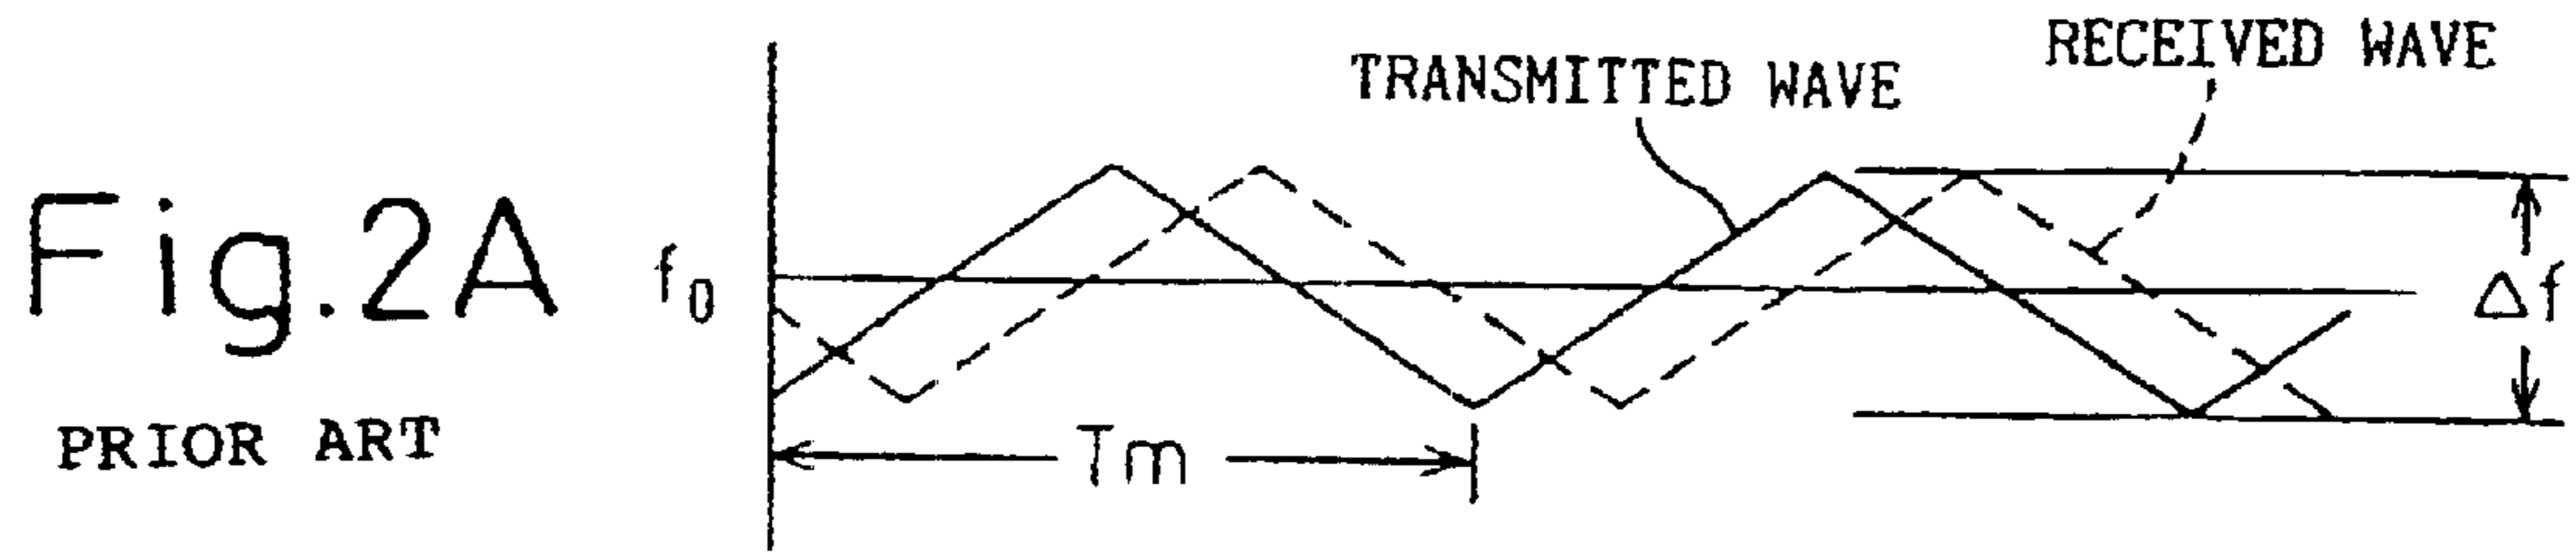 RECEIVED WAVE
TRANSMITTED WAVE
Fig.2A
f₀
Δf
PRIOR ART
Tm